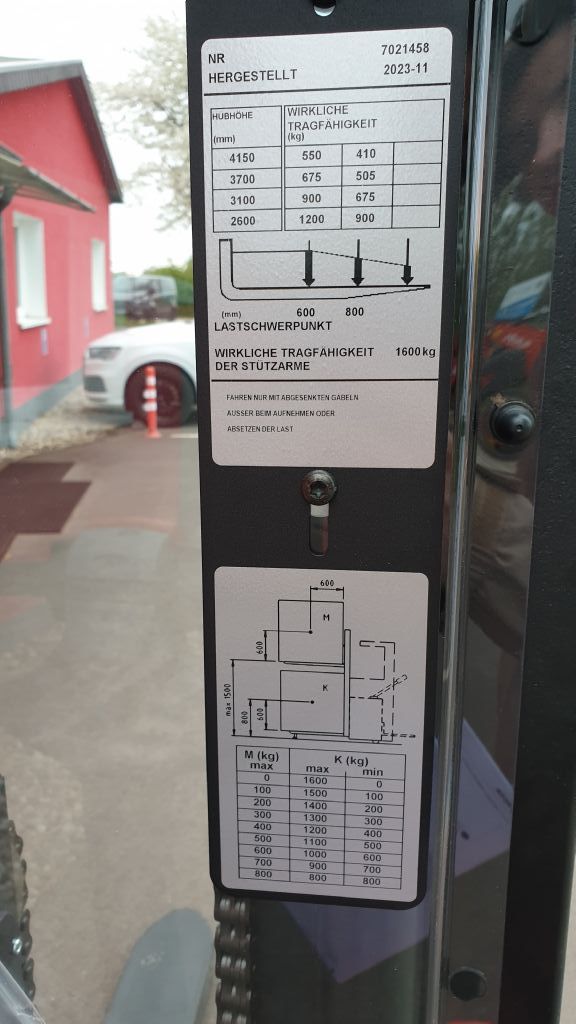 NR 7021458
HERGESTELLT 2023-11
HUBHÖHE WIRKLICHE
TRAGFÄHIGKEIT
(mm) (kg)
4150 550 410
3700 675 505
3100 900 675
2600 1200 900
(mm) 600 800
LASTSCHWERPUNKT
WIRKLICHE TRAGFÄHIGKEIT 1600 kg
DER STÜTZARME
FAHREN NUR MIT ABGESENKTEN GABELN
AUSSER BEIM AUFNEHMEN ODER
ABSETZEN DER LAST
600
M
600
K
max 1500
800
600
M (kg) K (kg)
max max min
0 1600 0
100 1500 100
200 1400 200
300 1300 300
400 1200 400
500 1100 500
600 1000 600
700 900 700
800 800 800